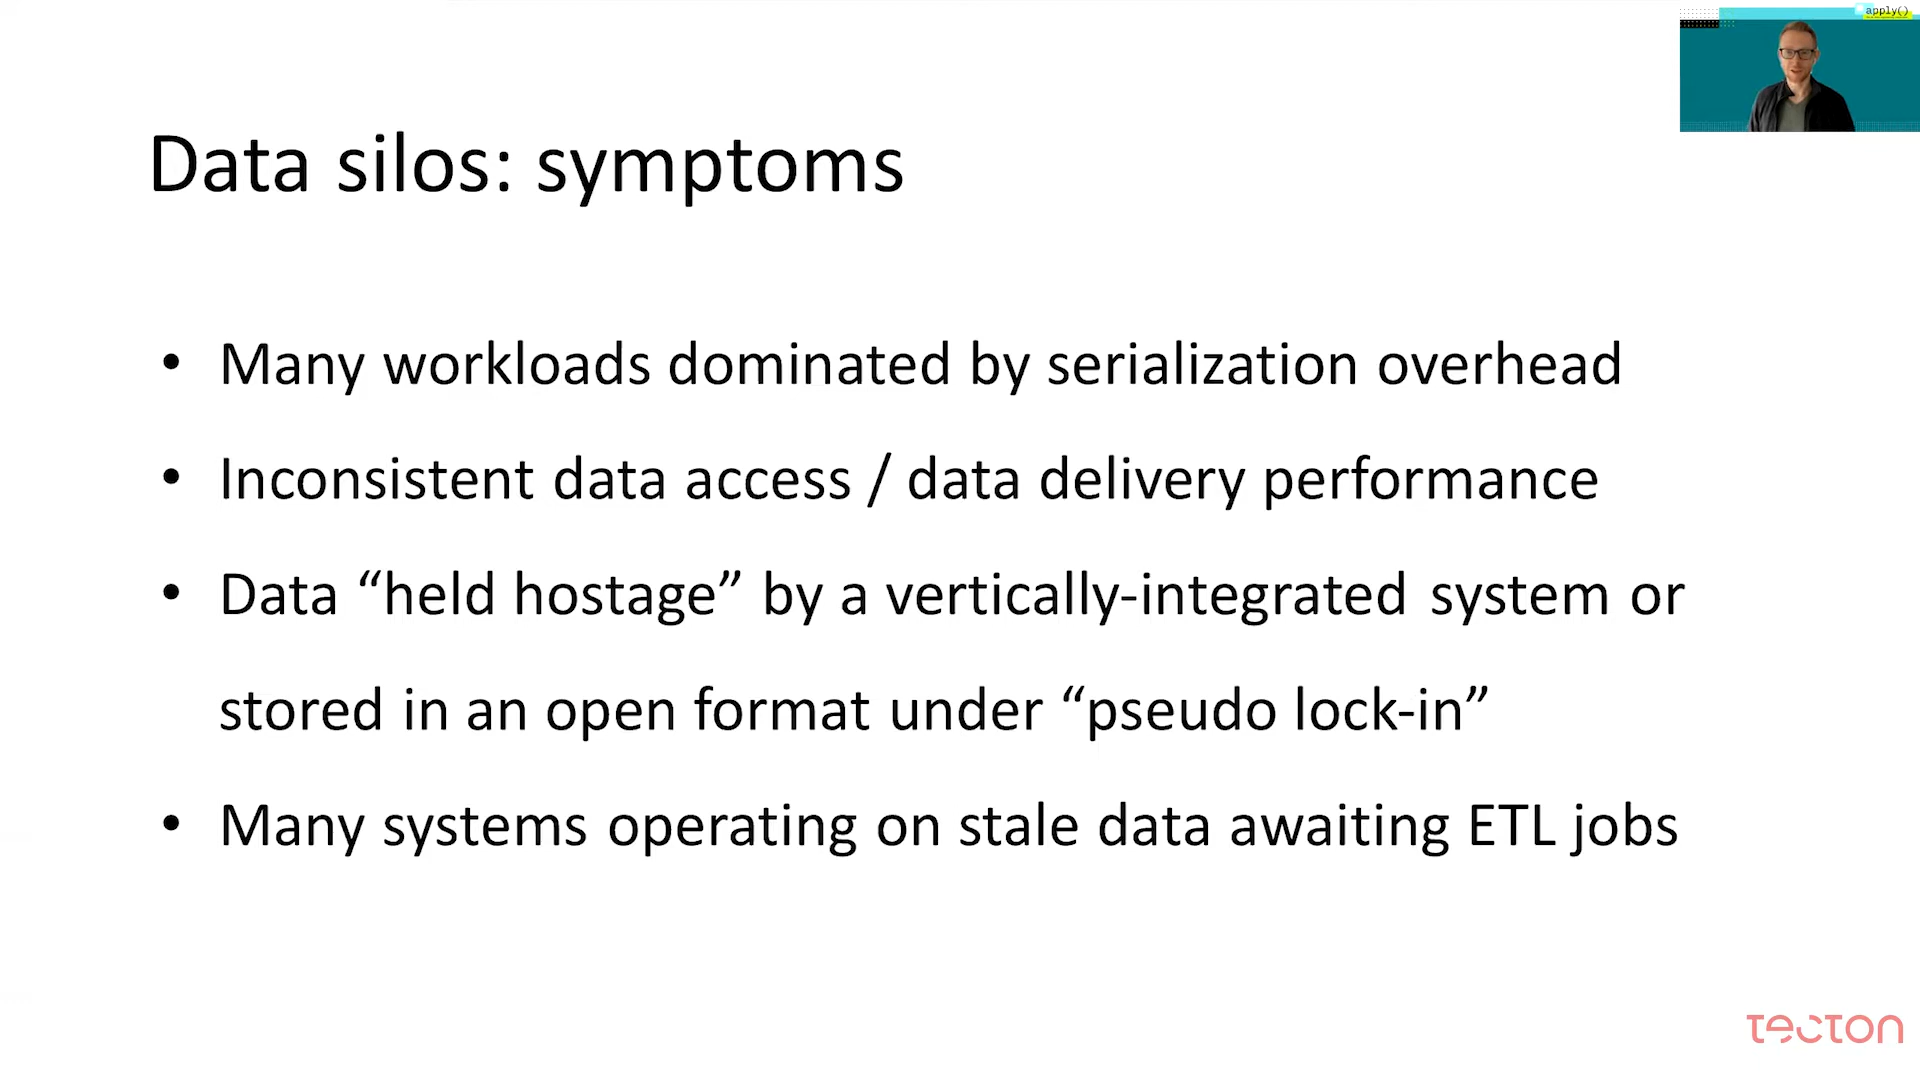 apply()
Data silos: symptoms
• Many workloads dominated by serialization overhead
• Inconsistent data access / data delivery performance
• Data “held hostage” by a vertically-integrated system or
stored in an open format under “pseudo lock-in”
• Many systems operating on stale data awaiting ETL jobs
tecton